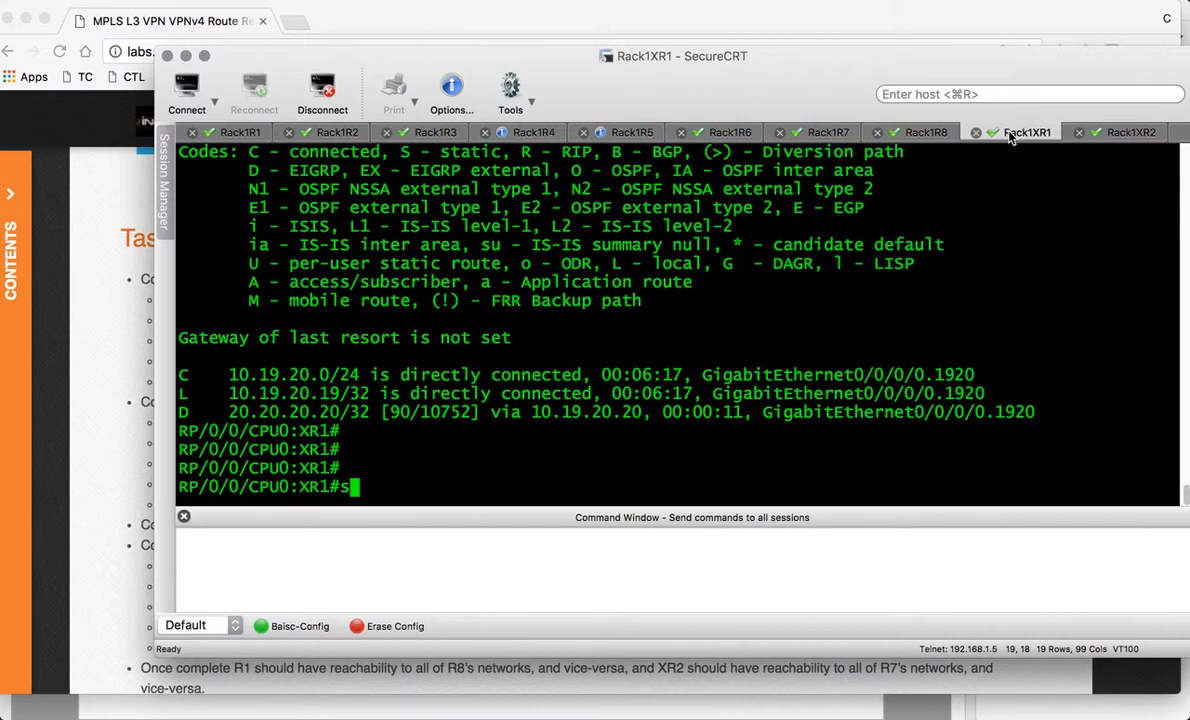 MPLS L3 VPN VPNv4 Route Re
C
labs.
Apps TC CTL
Rack1XR1 - SecureCRT
Connect Reconnect Disconnect Print Options... Tools
Enter host <⌘R>
Rack1R1 Rack1R2 Rack1R3 Rack1R4 Rack1R5 Rack1R6 Rack1R7 Rack1R8 Rack1XR1 Rack1XR2
Session Manager
Codes: C - connected, S - static, R - RIP, B - BGP, (>) - Diversion path
D - EIGRP, EX - EIGRP external, O - OSPF, IA - OSPF inter area
N1 - OSPF NSSA external type 1, N2 - OSPF NSSA external type 2
E1 - OSPF external type 1, E2 - OSPF external type 2, E - EGP
i - ISIS, L1 - IS-IS level-1, L2 - IS-IS level-2
ia - IS-IS inter area, su - IS-IS summary null, * - candidate default
U - per-user static route, o - ODR, L - local, G  - DAGR, l - LISP
A - access/subscriber, a - Application route
M - mobile route, (!) - FRR Backup path
Gateway of last resort is not set
C    10.19.20.0/24 is directly connected, 00:06:17, GigabitEthernet0/0/0/0.1920
L    10.19.20.19/32 is directly connected, 00:06:17, GigabitEthernet0/0/0/0.1920
D    20.20.20.20/32 [90/10752] via 10.19.20.20, 00:00:11, GigabitEthernet0/0/0/0.1920
RP/0/0/CPU0:XR1#
RP/0/0/CPU0:XR1#
RP/0/0/CPU0:XR1#
RP/0/0/CPU0:XR1#s
Command Window - Send commands to all sessions
Default Baisc-Config Erase Config
Ready
Telnet: 192.168.1.5 19, 18 19 Rows, 99 Cols VT100
CONTENTS
Tas
Co
Co
Co
Co
Once complete R1 should have reachability to all of R8's networks, and vice-versa, and XR2 should have reachability to all of R7's networks, and
vice-versa.